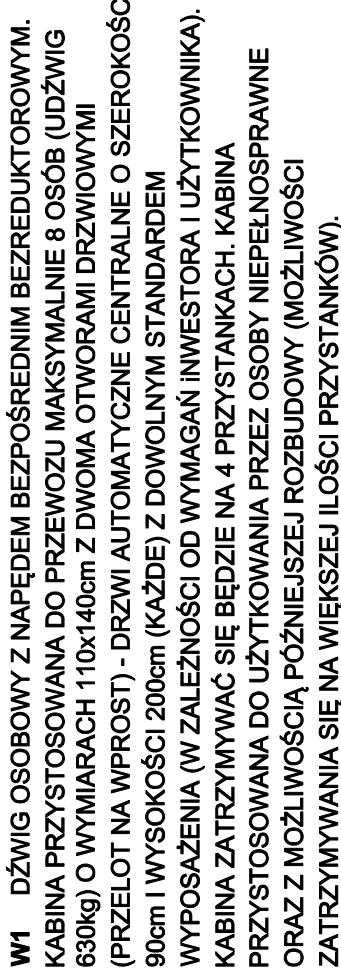 W1 DŹWIG OSOBOWY Z NAPĘDEM BEZPOŚREDNIM BEZREDUKTOROWYM.
KABINA PRZYSTOSOWANA DO PRZEWOZU MAKSYMALNIE 8 OSÓB (UDŹWIG
630kg) O WYMIARACH 110x140cm Z DWOMA OTWORAMI DRZWIOWYMI
(PRZELOT NA WPROST) - DRZWI AUTOMATYCZNE CENTRALNE O SZEROKOŚC
90cm I WYSOKOŚCI 200cm (KAŻDE) Z DOWOLNYM STANDARDEM
WYPOSAŻENIA (W ZALEŻNOŚCI OD WYMAGAŃ iNWESTORA I UŻYTKOWNIKA).
KABINA ZATRZYMYWAĆ SIĘ BĘDZIE NA 4 PRZYSTANKACH. KABINA
PRZYSTOSOWANA DO UŻYTKOWANIA PRZEZ OSOBY NIEPEŁNOSPRAWNE
ORAZ Z MOŻLIWOŚCIĄ PÓŹNIEJSZEJ ROZBUDOWY (MOŻLIWOŚCI
ZATRZYMYWANIA SIĘ NA WIĘKSZEJ ILOŚCI PRZYSTANKÓW).